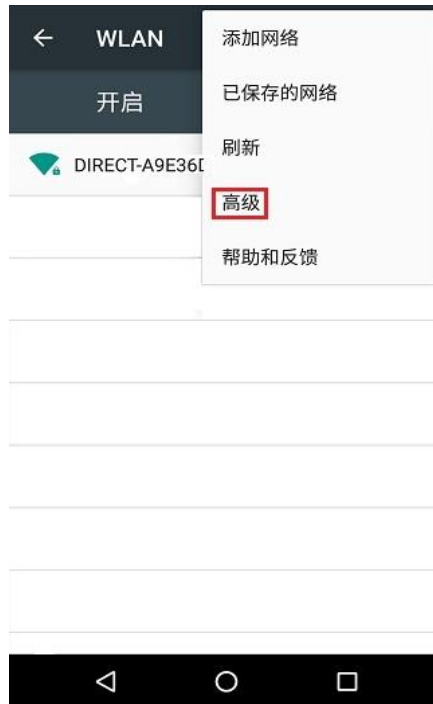 WLAN
添加网络
开启
已保存的网络
刷新
DIRECT-A9E36D
高级
帮助和反馈